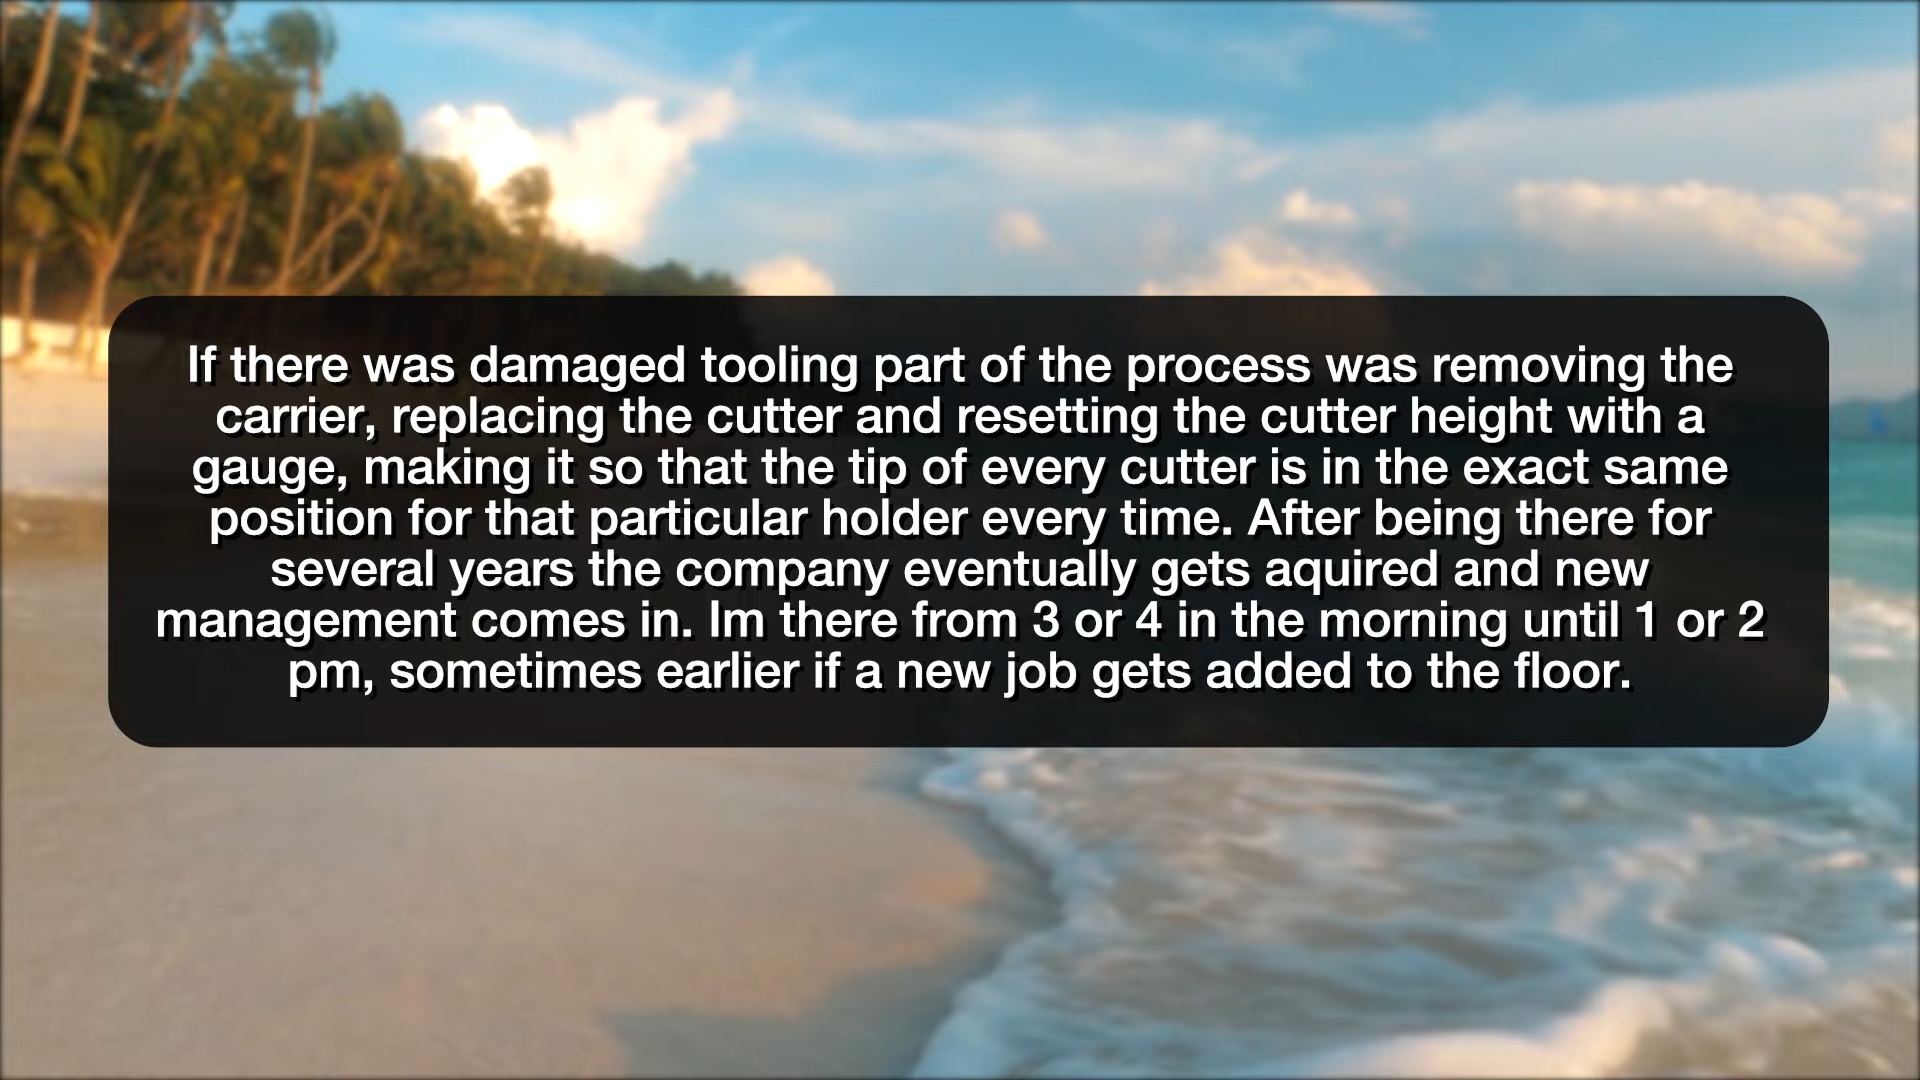 If there was damaged tooling part of the process was removing the
carrier, replacing the cutter and resetting the cutter height with a
gauge, making it so that the tip of every cutter is in the exact same
position for that particular holder every time. After being there for
several years the company eventually gets aquired and new
management comes in. Im there from 3 or 4 in the morning until 1 or 2
pm, sometimes earlier if a new job gets added to the floor.